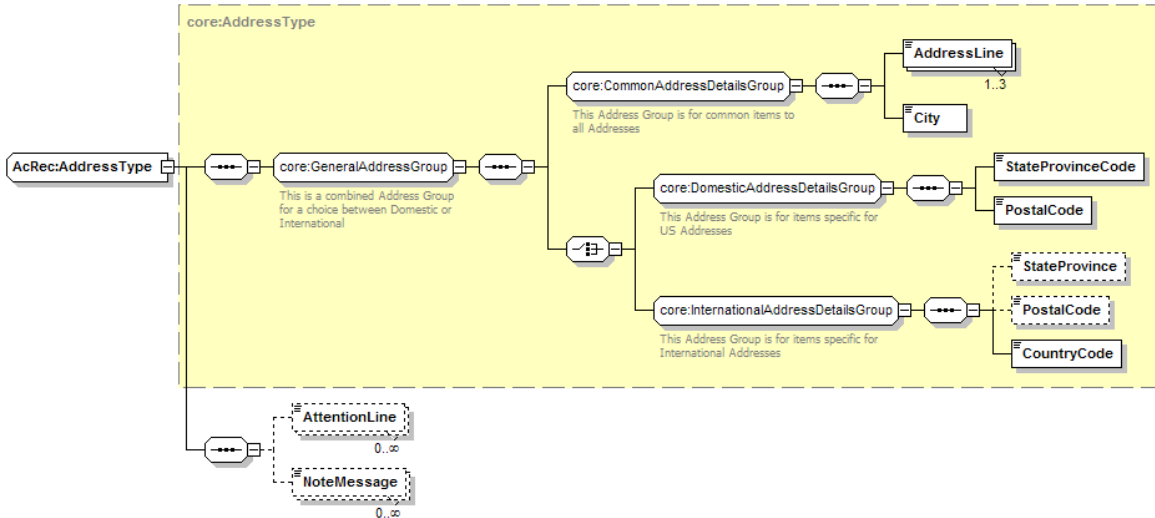 core:AddressType
AddressLine
1..3
core:CommonAddressDetailsGroup
This Address Group is for common items to
all Addresses
City
AcRec:AddressType
core:GeneralAddressGroup
This is a combined Address Group
for a choice between Domestic or
International
core:DomesticAddressDetailsGroup
This Address Group is for items specific for
US Addresses
StateProvinceCode
PostalCode
core:InternationalAddressDetailsGroup
This Address Group is for items specific for
International Addresses
StateProvince
PostalCode
CountryCode
AttentionLine
0..∞
NoteMessage
0..∞